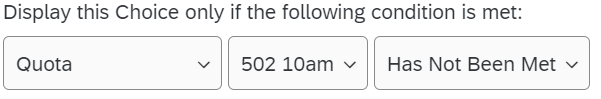 Display this Choice only if the following condition is met:
Quota 502 10am Has Not Been Met